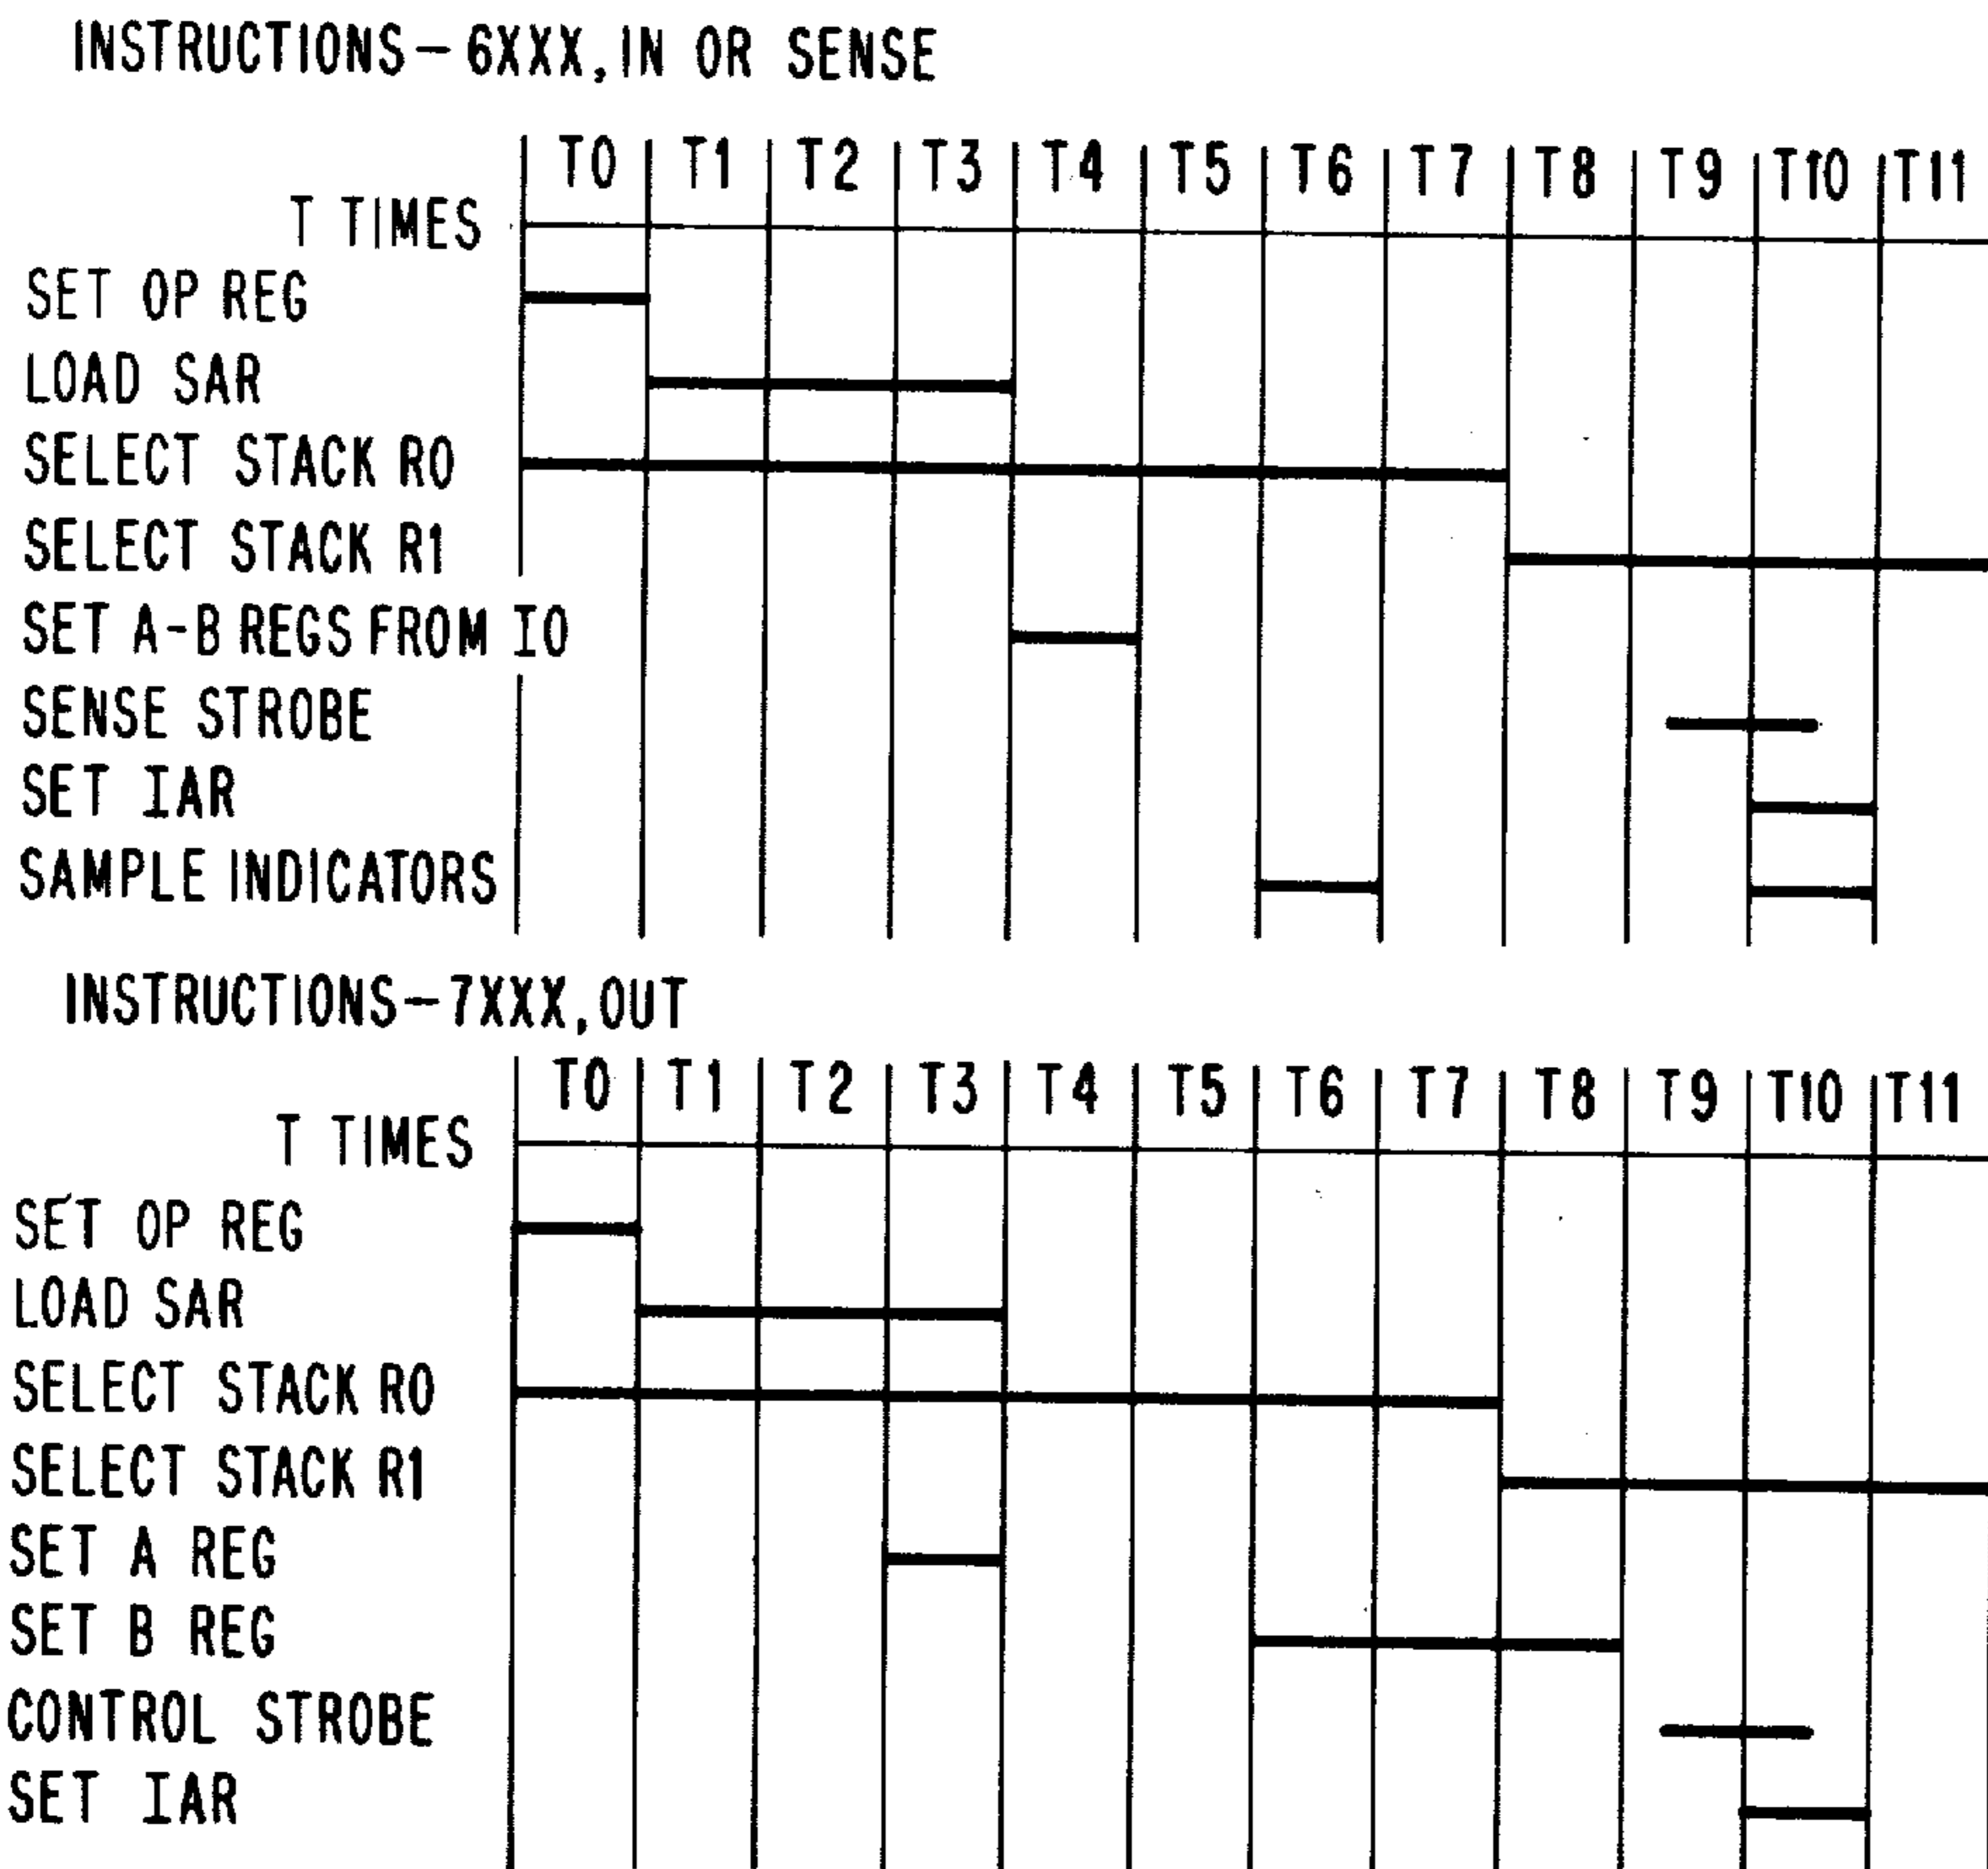 INSTRUCTIONS-6XXX, IN OR SENSE
T0 T1 T2 T3 T4 T5 T6 T7 T8 T9 T10 T11
T TIMES
SET OP REG
LOAD SAR
SELECT STACK R0
SELECT STACK R1
SET A-B REGS FROM IO
SENSE STROBE
SET IAR
SAMPLE INDICATORS
INSTRUCTIONS-7XXX, OUT
T0 T1 T2 T3 T4 T5 T6 T7 T8 T9 T10 T11
T TIMES
SET OP REG
LOAD SAR
SELECT STACK R0
SELECT STACK R1
SET A REG
SET B REG
CONTROL STROBE
SET IAR